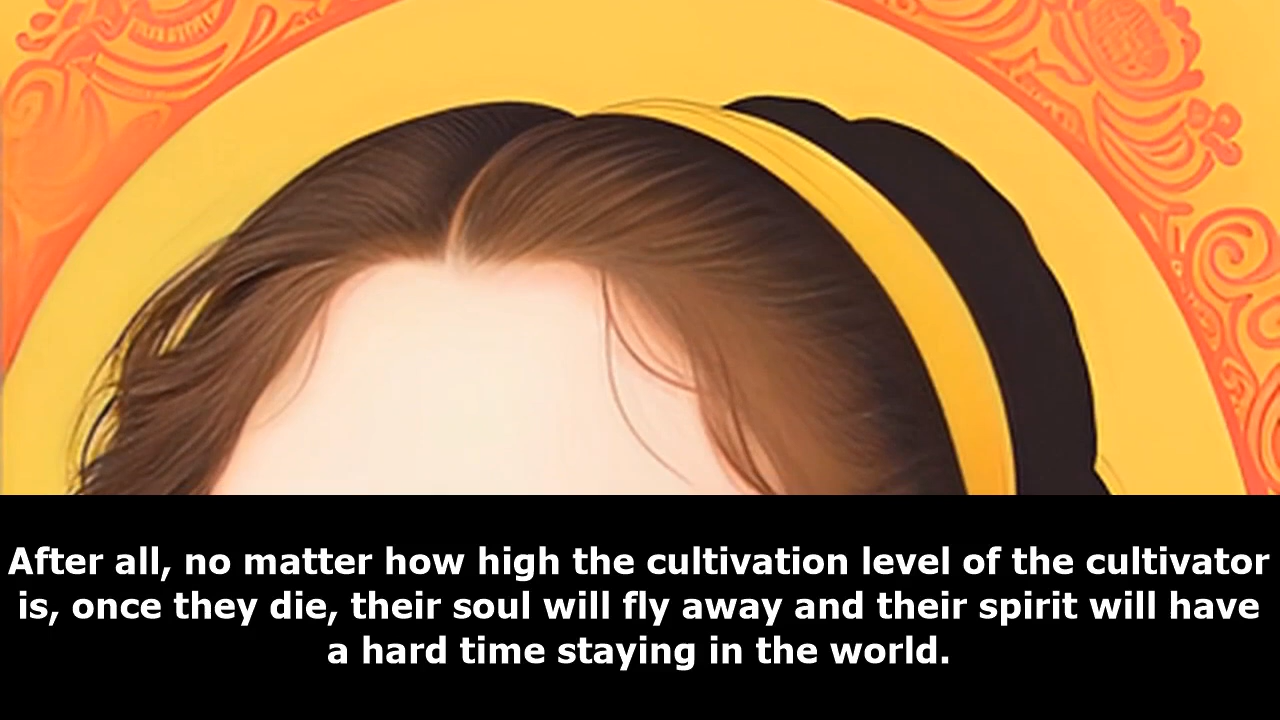 After all, no matter how high the cultivation level of the cultivator
is, once they die, their soul will fly away and their spirit will have
a hard time staying in the world.